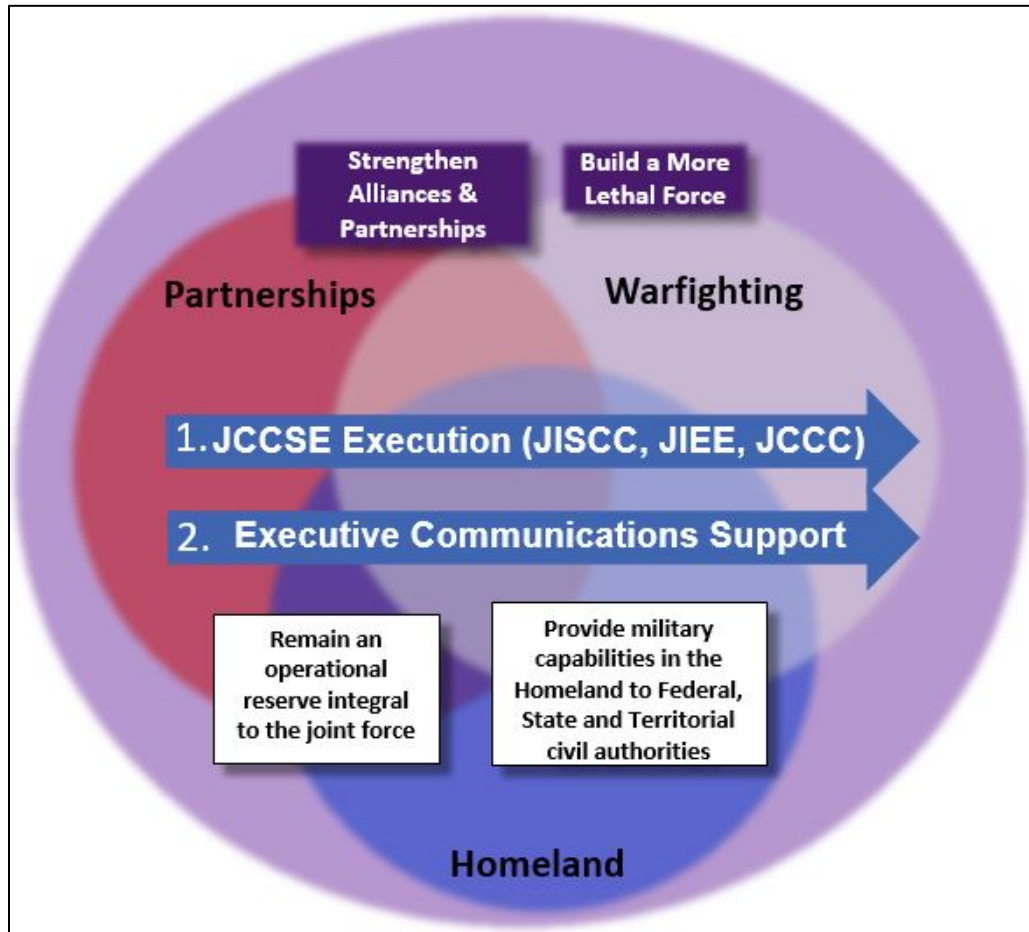 Strengthen
Alliances &
Partnerships
Build a More
Lethal Force
Partnerships
Warfighting
1. JCCSE Execution (JISCC, JIEE, JCCC)
2. Executive Communications Support
Remain an
operational
reserve integral
to the joint force
Provide military
capabilities in the
Homeland to Federal,
State and Territorial
civil authorities
Homeland